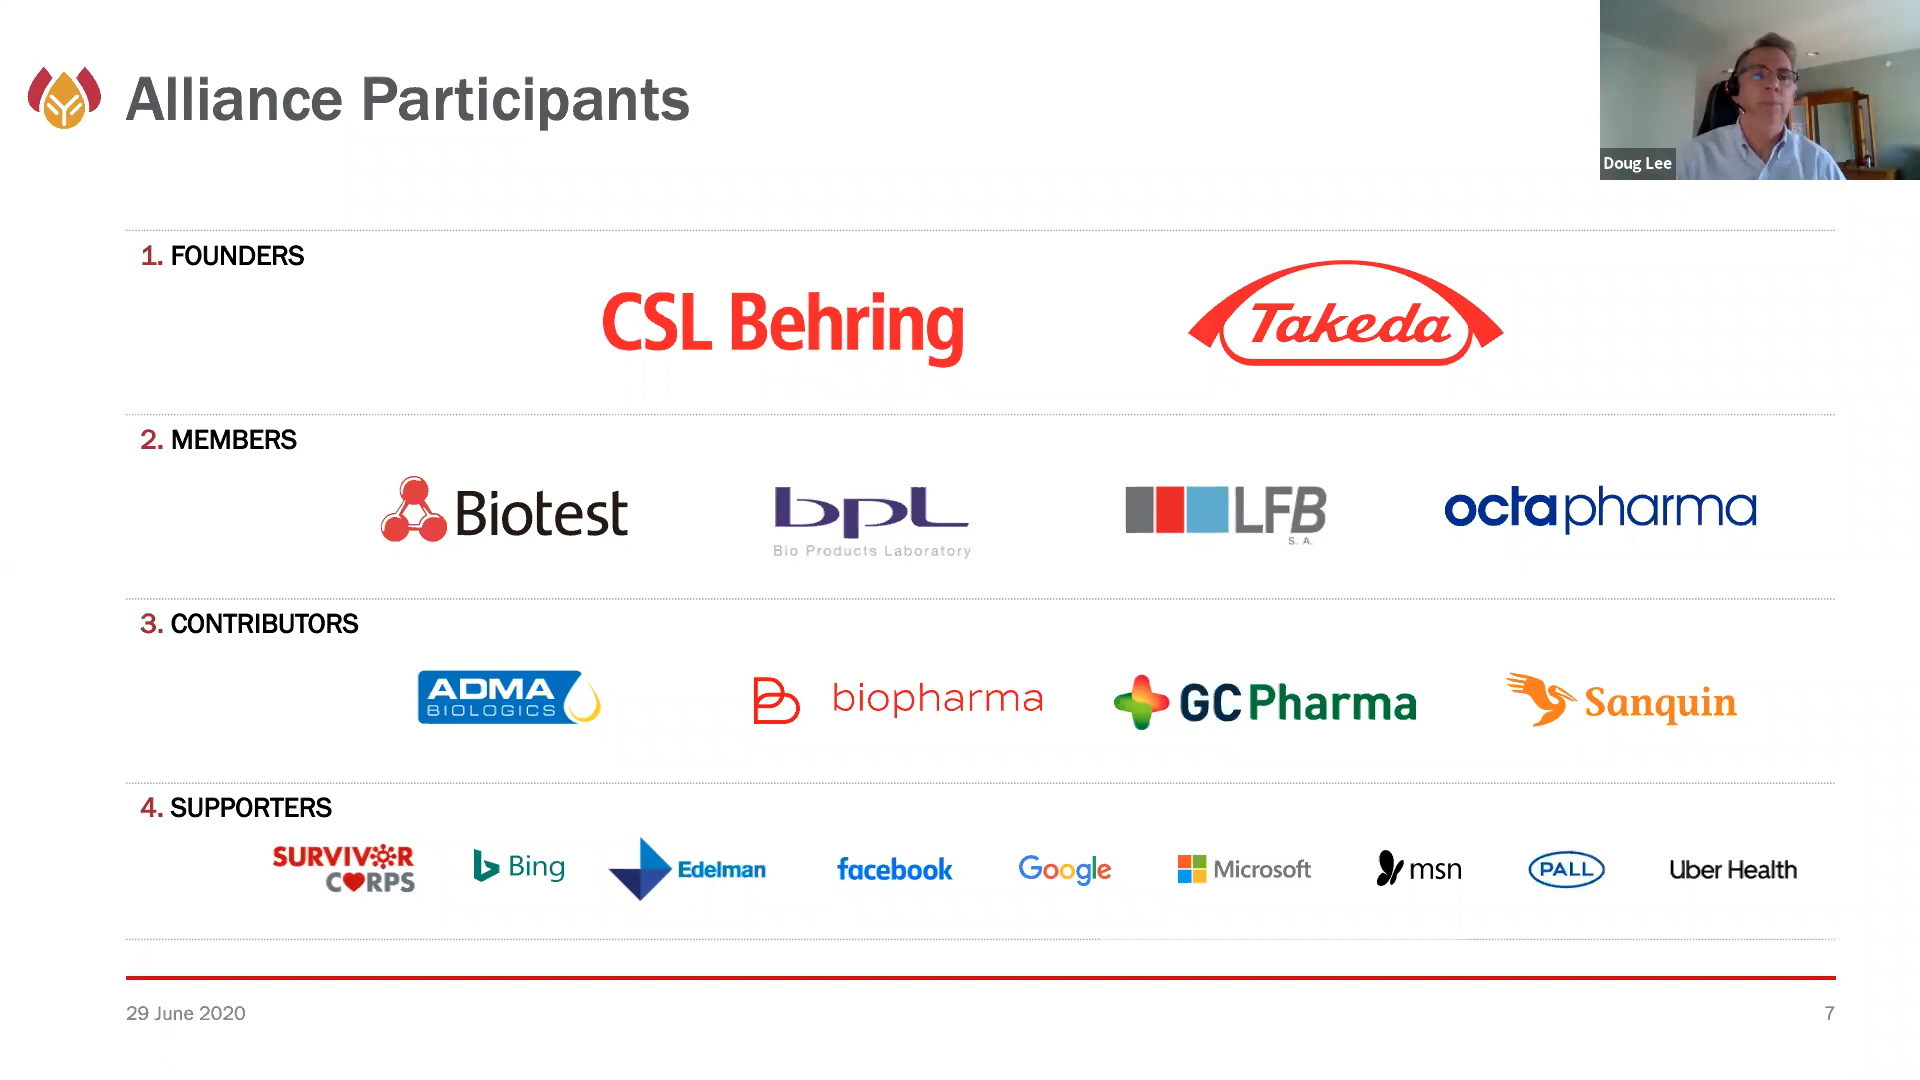 Alliance Participants
Doug Lee
1. FOUNDERS
CSL Behring
Takeda
2. MEMBERS
Biotest
bpl
Bio Products Laboratory
LFB
S. A.
octapharma
3. CONTRIBUTORS
ADMA
BIOLOGICS
biopharma
GC Pharma
Sanquin
4. SUPPORTERS
SURVIVOR
CORPS
Bing
Edelman
facebook
Google
Microsoft
msn
PALL
Uber Health
29 June 2020
7